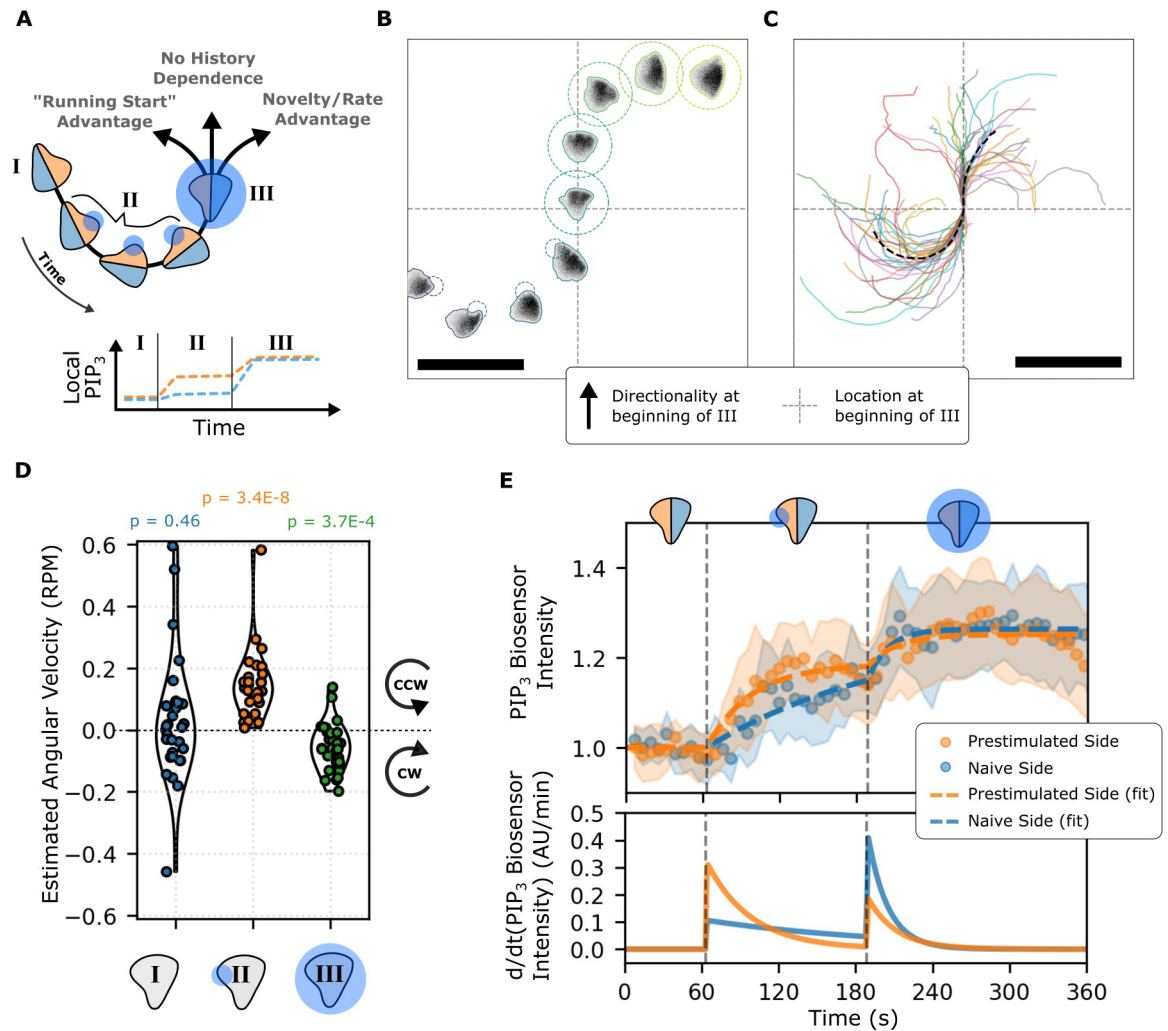 A
No History
Dependence
"Running Start"
Advantage
Novelty/Rate
Advantage
I
II
III
Time
I II III
Local
PIP3
Time
B
C
Directionality at
beginning of III
Location at
beginning of III
D
p = 0.46
p = 3.4E-8
p = 3.7E-4
Estimated Angular Velocity (RPM)
0.6
0.4
0.2
0.0
−0.2
−0.4
−0.6
CCW
CW
I
II
III
E
PIP3 Biosensor
Intensity
1.4
1.2
1.0
Prestimulated Side
Naive Side
Prestimulated Side (fit)
Naive Side (fit)
d/dt(PIP3 Biosensor
Intensity) (AU/min)
0.5
0.4
0.3
0.2
0.1
0.0
0 60 120 180 240 300 360
Time (s)